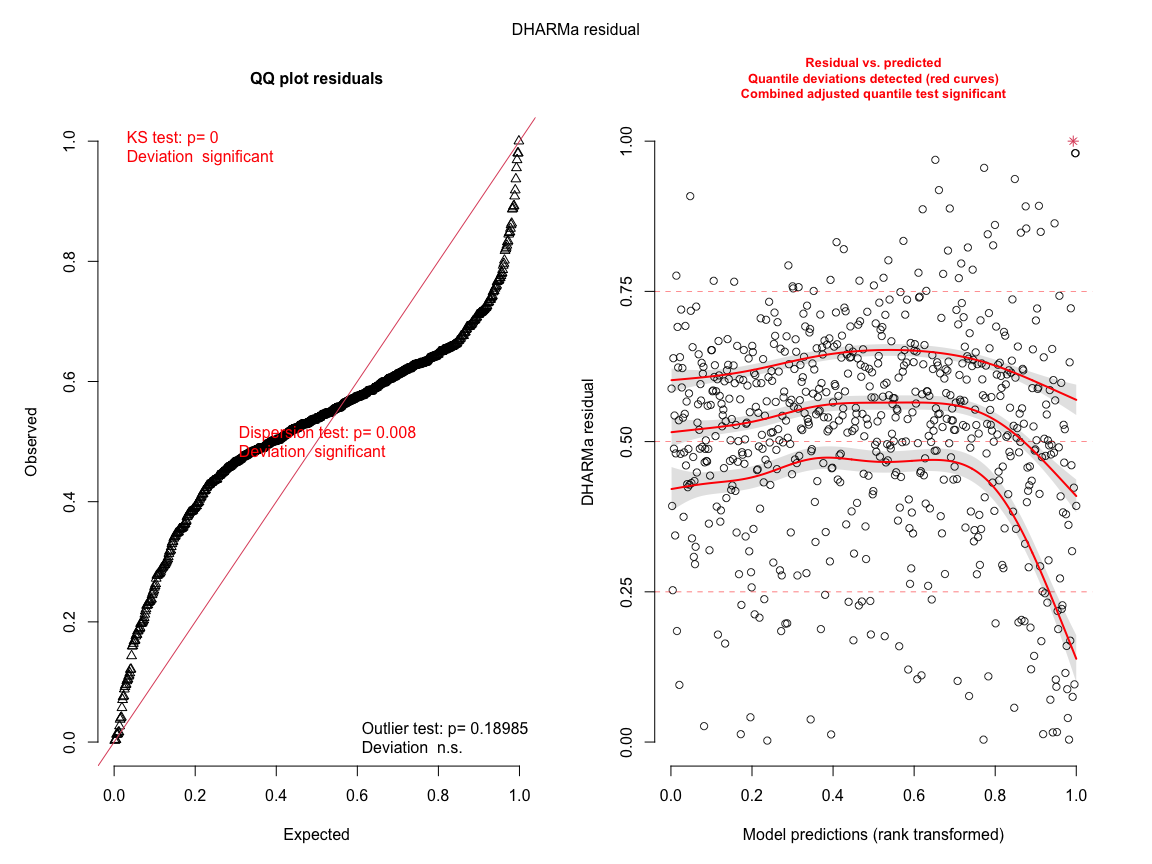 DHARMa residual
QQ plot residuals
KS test: p= 0
Deviation  significant
Dispersion test: p= 0.008
Deviation  significant
Outlier test: p= 0.18985
Deviation  n.s.
Observed
1.0
0.8
0.6
0.4
0.2
0.0
0.0 0.2 0.4 0.6 0.8 1.0
Expected
Residual vs. predicted
Quantile deviations detected (red curves)
Combined adjusted quantile test significant
DHARMa residual
1.00
0.75
0.50
0.25
0.00
0.0 0.2 0.4 0.6 0.8 1.0
Model predictions (rank transformed)